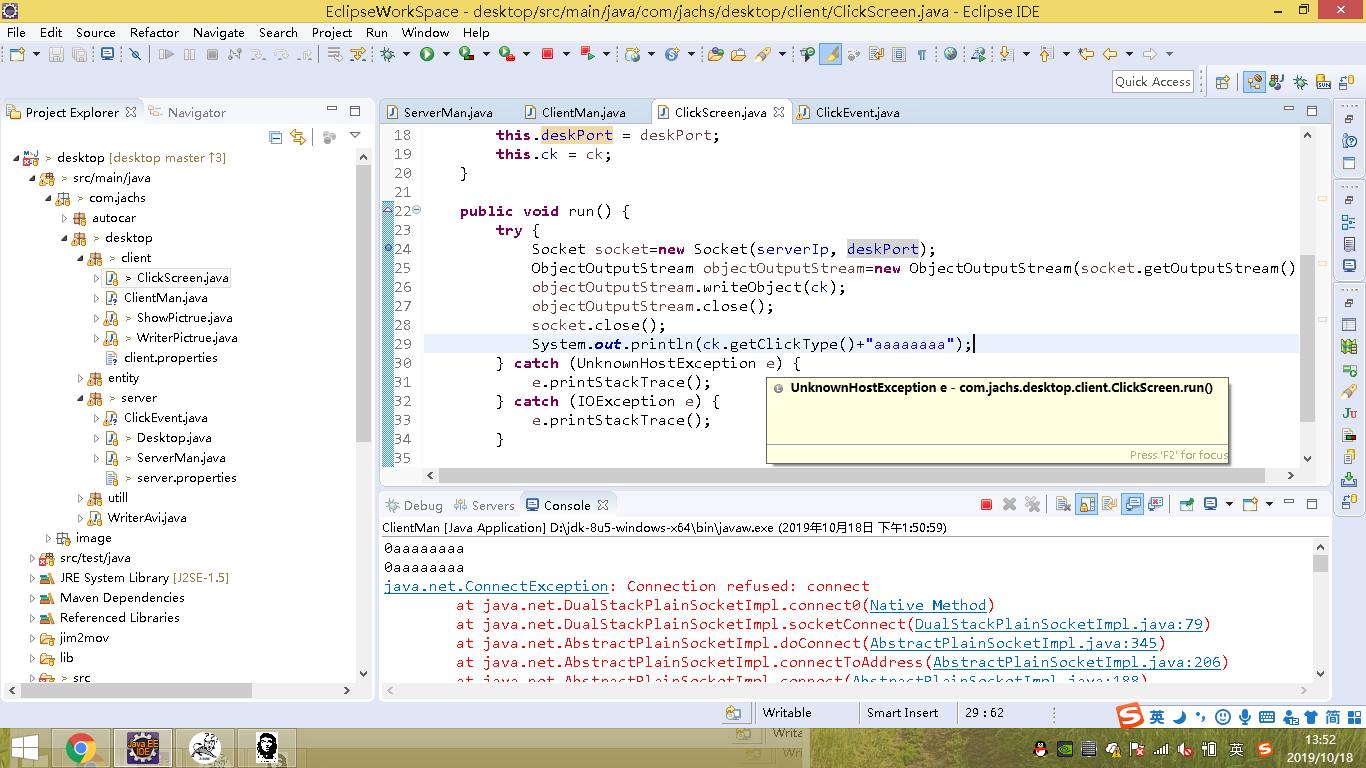 EclipseWorkSpace - desktop/src/main/java/com/jachs/desktop/client/ClickScreen.java - Eclipse IDE
File Edit Source Refactor Navigate Search Project Run Window Help
Quick Access
Project Explorer
Navigator
> desktop [desktop master ↑3]
> src/main/java
> com.jachs
autocar
> desktop
> client
> ClickScreen.java
ClientMan.java
> ShowPictrue.java
> WriterPictrue.java
client.properties
entity
> server
ClickEvent.java
> Desktop.java
> ServerMan.java
> server.properties
utill
WriterAvi.java
image
src/test/java
JRE System Library [J2SE-1.5]
Maven Dependencies
Referenced Libraries
jim2mov
lib
> src
ServerMan.java
ClientMan.java
ClickScreen.java
ClickEvent.java
18 this.deskPort = deskPort;
19 this.ck = ck;
20 }
21
22 public void run() {
23 try {
24 Socket socket=new Socket(serverIp, deskPort);
25 ObjectOutputStream objectOutputStream=new ObjectOutputStream(socket.getOutputStream()
26 objectOutputStream.writeObject(ck);
27 objectOutputStream.close();
28 socket.close();
29 System.out.println(ck.getClickType()+"aaaaaaaa");
30 } catch (UnknownHostException e) {
31 e.printStackTrace();
32 } catch (IOException e) {
33 e.printStackTrace();
34 }
35
UnknownHostException e - com.jachs.desktop.client.ClickScreen.run()
Press 'F2' for focus
Debug
Servers
Console
ClientMan [Java Application] D:\jdk-8u5-windows-x64\bin\javaw.exe (2019年10月18日 下午1:50:59)
0aaaaaaaa
0aaaaaaaa
java.net.ConnectException: Connection refused: connect
at java.net.DualStackPlainSocketImpl.connect0(Native Method)
at java.net.DualStackPlainSocketImpl.socketConnect(DualStackPlainSocketImpl.java:79)
at java.net.AbstractPlainSocketImpl.doConnect(AbstractPlainSocketImpl.java:345)
at java.net.AbstractPlainSocketImpl.connectToAddress(AbstractPlainSocketImpl.java:206)
at java.net.AbstractPlainSocketImpl.connect(AbstractPlainSocketImpl.java:188)
Writable
Smart Insert
29 : 62
英
简
Java EE
IDE
英
13:52
2019/10/18